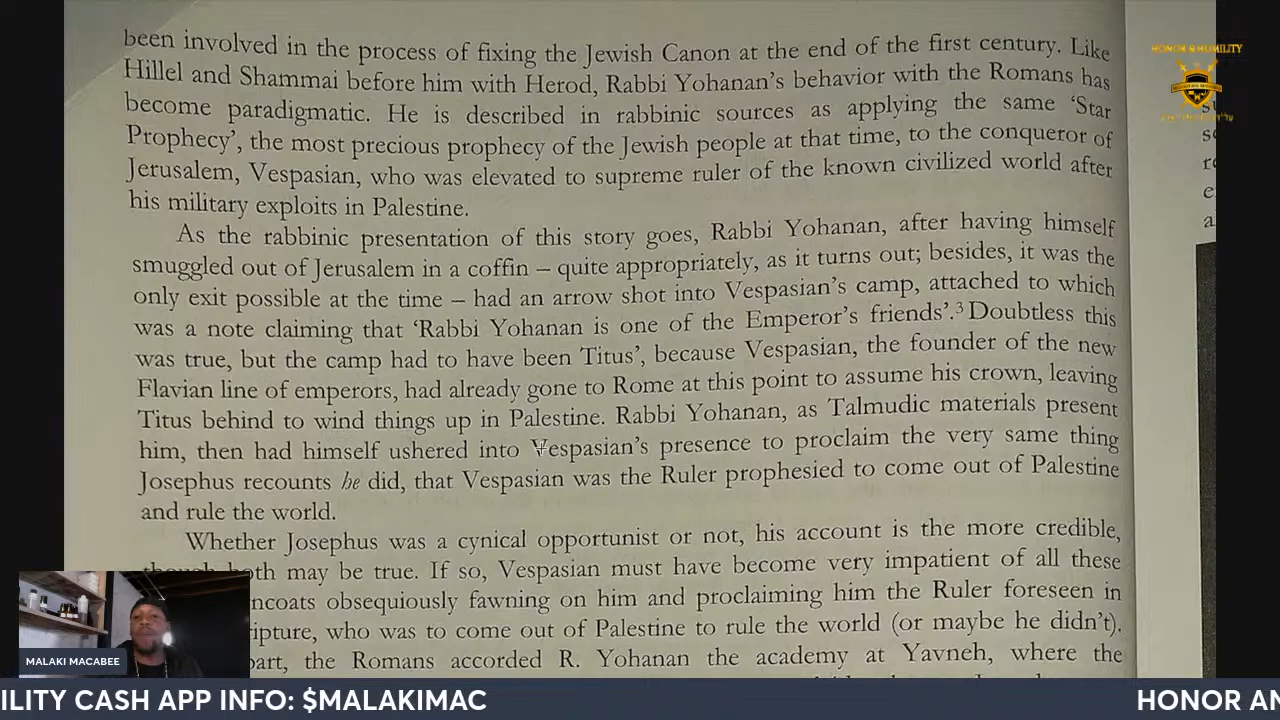 been involved in the process of fixing the Jewish Canon at the end of the first century. Like
Hillel and Shammai before him with Herod, Rabbi Yohanan's behavior with the Romans has
become paradigmatic. He is described in rabbinic sources as applying the same 'Star
Prophecy', the most precious prophecy of the Jewish people at that time, to the conqueror of
Jerusalem, Vespasian, who was elevated to supreme ruler of the known civilized world after
his military exploits in Palestine.
As the rabbinic presentation of this story goes, Rabbi Yohanan, after having himself
smuggled out of Jerusalem in a coffin – quite appropriately, as it turns out; besides, it was the
only exit possible at the time – had an arrow shot into Vespasian's camp, attached to which
was a note claiming that 'Rabbi Yohanan is one of the Emperor's friends'.³ Doubtless this
was true, but the camp had to have been Titus', because Vespasian, the founder of the new
Flavian line of emperors, had already gone to Rome at this point to assume his crown, leaving
Titus behind to wind things up in Palestine. Rabbi Yohanan, as Talmudic materials present
him, then had himself ushered into Vespasian's presence to proclaim the very same thing
Josephus recounts he did, that Vespasian was the Ruler prophesied to come out of Palestine
and rule the world.
Whether Josephus was a cynical opportunist or not, his account is the more credible,
though both may be true. If so, Vespasian must have become very impatient of all these
ncoats obsequiously fawning on him and proclaiming him the Ruler foreseen in
ripture, who was to come out of Palestine to rule the world (or maybe he didn't).
part, the Romans accorded R. Yohanan the academy at Yavneh, where the
HONOR & HUMILITY
MALAKI MACABEE
ILITY CASH APP INFO: $MALAKIMAC
HONOR AN